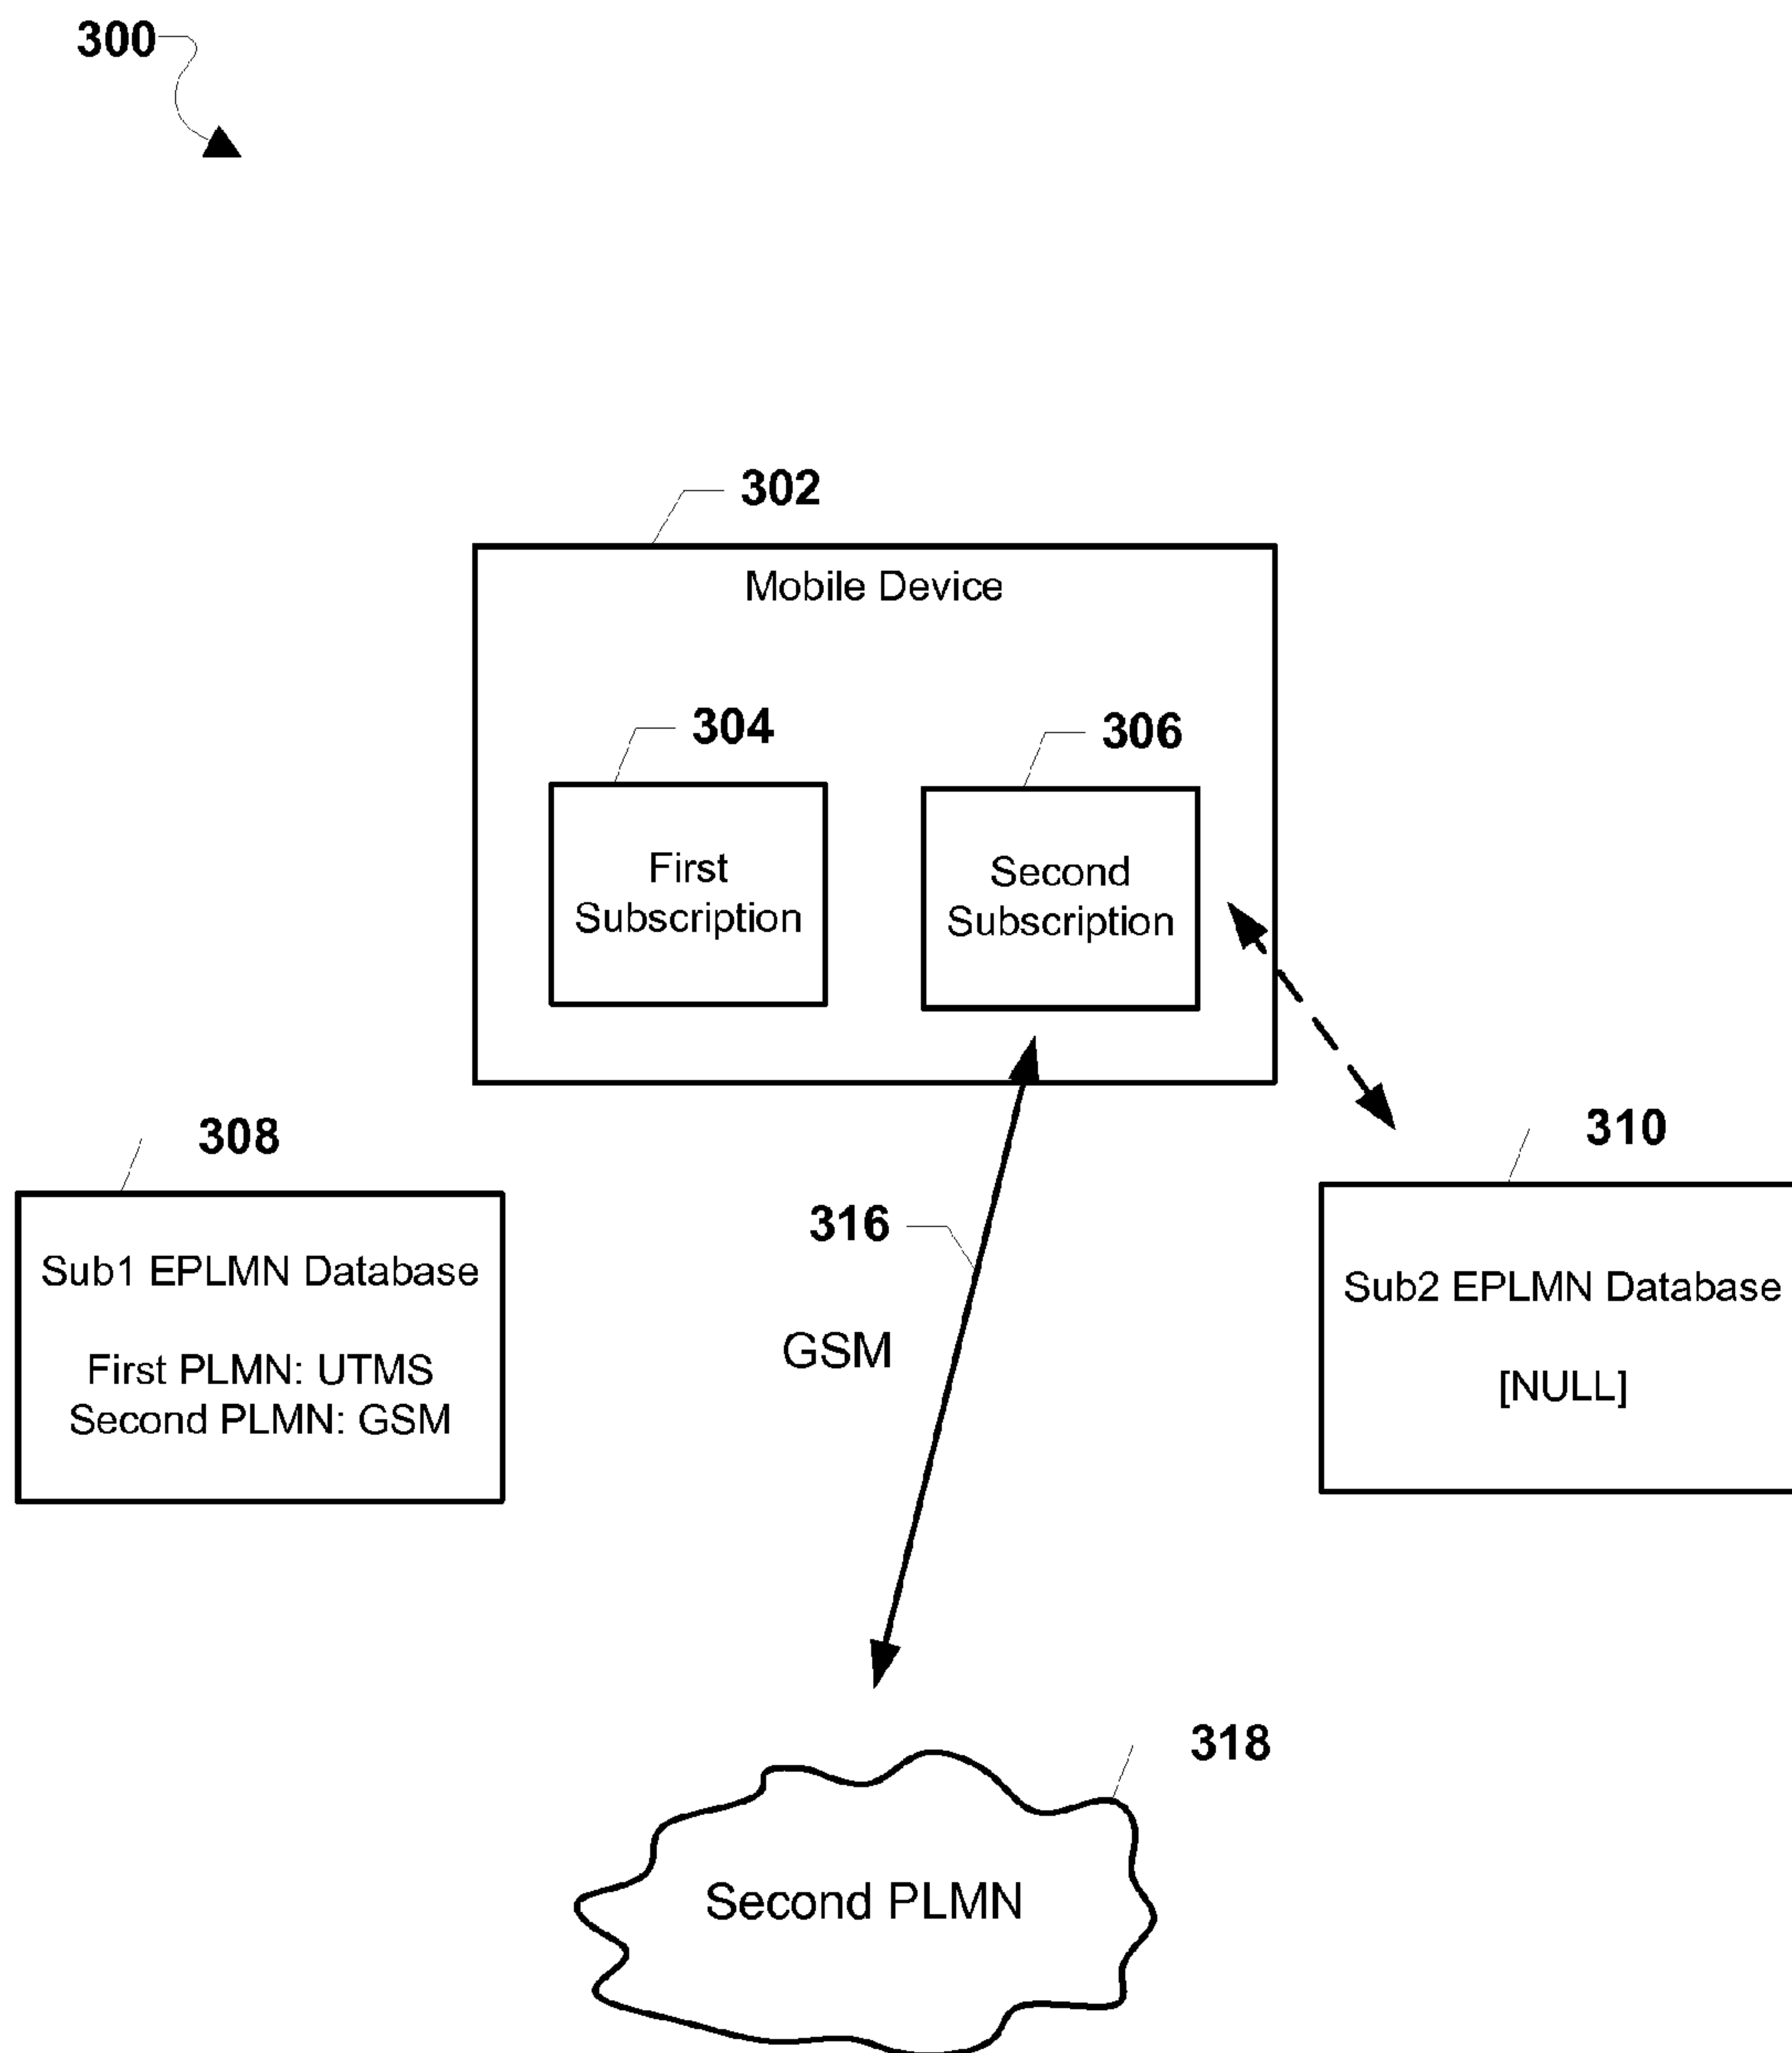 300
302
Mobile Device
304
306
First
Subscription
Second
Subscription
308
310
316
Sub1 EPLMN Database
First PLMN: UTMS
Second PLMN: GSM
GSM
Sub2 EPLMN Database
[NULL]
318
Second PLMN